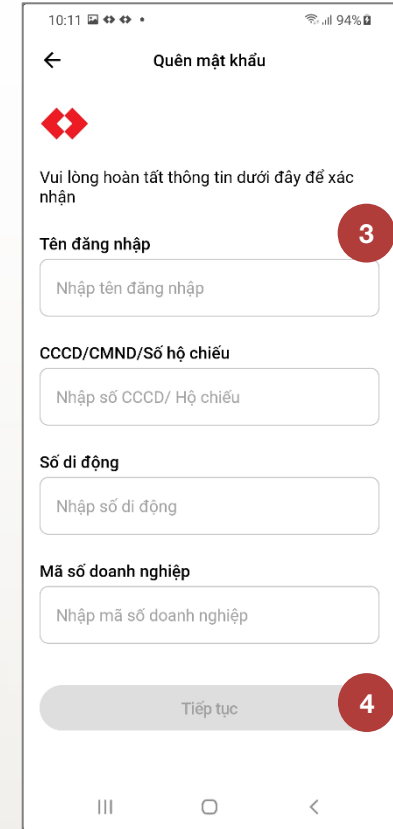 10:11
94%
Quên mật khẩu
Vui lòng hoàn tất thông tin dưới đây để xác
nhận
3
Tên đăng nhập
Nhập tên đăng nhập
CCCD/CMND/Số hộ chiếu
Nhập số CCCD/ Hộ chiếu
Số di động
Nhập số di động
Mã số doanh nghiệp
Nhập mã số doanh nghiệp
Tiếp tục
4